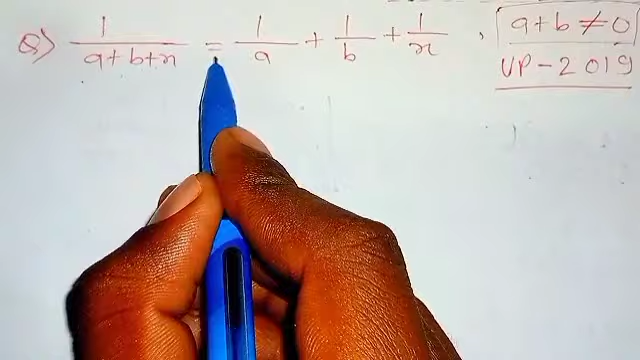 Q) 1/(a+b+x) = 1/a + 1/b + 1/x , a+b ≠ 0
UP-2019